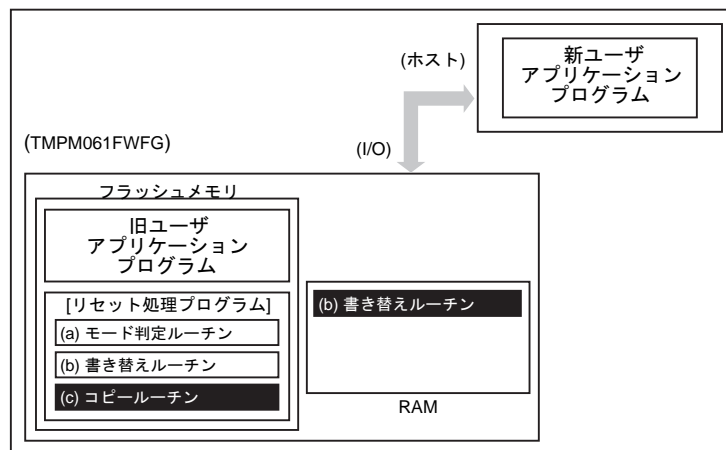 (ホスト)
新ユーザ
アプリケーション
プログラム
(TMPM061FWFG)
(I/O)
フラッシュメモリ
旧ユーザ
アプリケーション
プログラム
[リセット処理プログラム]
(a) モード判定ルーチン
(b) 書き替えルーチン
(c) コピールーチン
(b) 書き替えルーチン
RAM